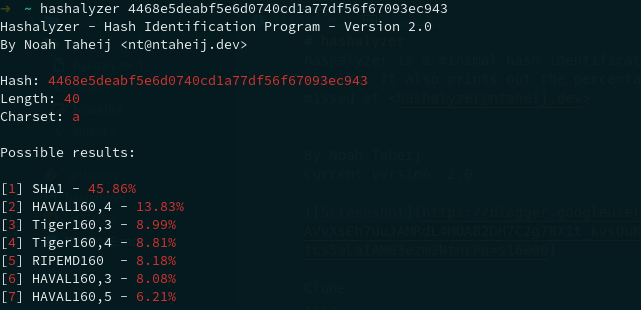 ➜ ~ hashalyzer 4468e5deabf5e6d0740cd1a77df56f67093ec943
Hashalyzer - Hash Identification Program - Version 2.0
By Noah Taheij <nt@ntaheij.dev>
Hash: 4468e5deabf5e6d0740cd1a77df56f67093ec943
Length: 40
Charset: a
Possible results:
[1] SHA1 - 45.86%
[2] HAVAL160,4 - 13.83%
[3] Tiger160,3 - 8.99%
[4] Tiger160,4 - 8.81%
[5] RIPEMD160 - 8.18%
[6] HAVAL160,3 - 8.08%
[7] HAVAL160,5 - 6.21%